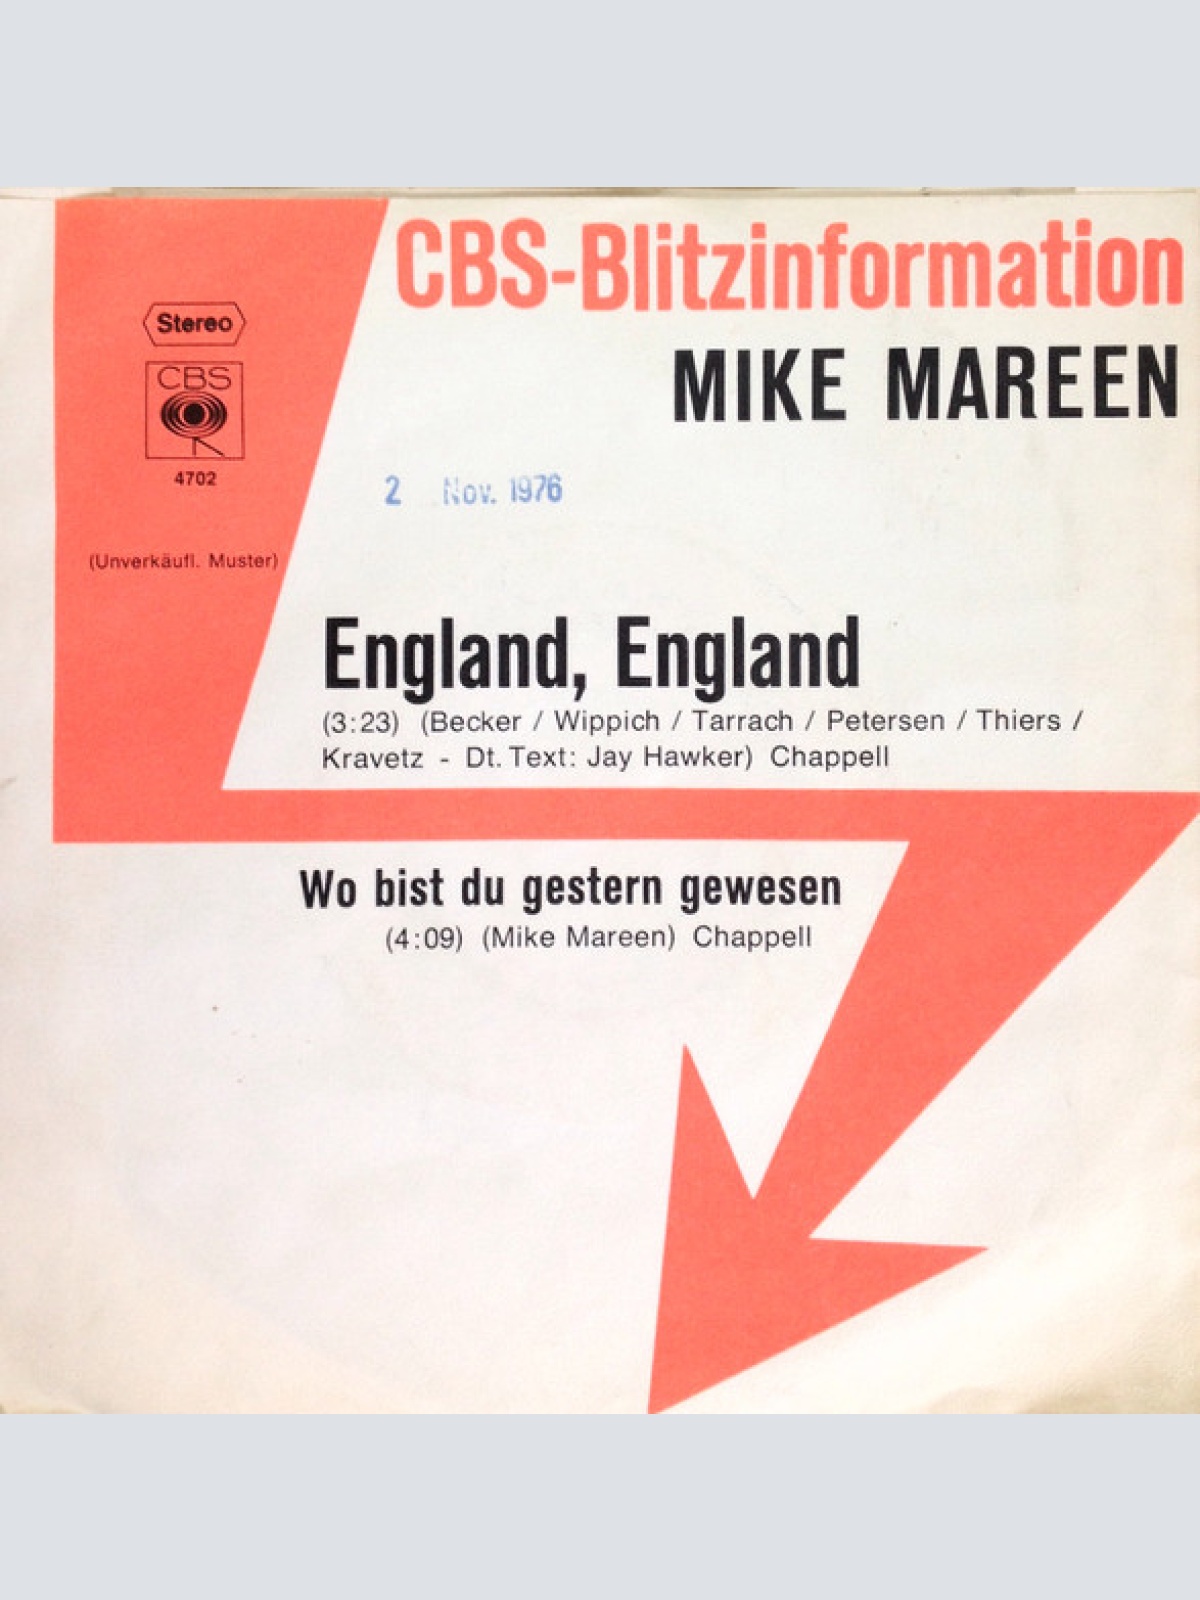 CBS-Blitzinformation
MIKE MAREEN
Stereo
CBS
4702
2 Nov. 1976
(Unverkäufl. Muster)
England, England
(3:23) (Becker / Wippich / Tarrach / Petersen / Thiers /
Kravetz - Dt. Text: Jay Hawker) Chappell
Wo bist du gestern gewesen
(4:09) (Mike Mareen) Chappell